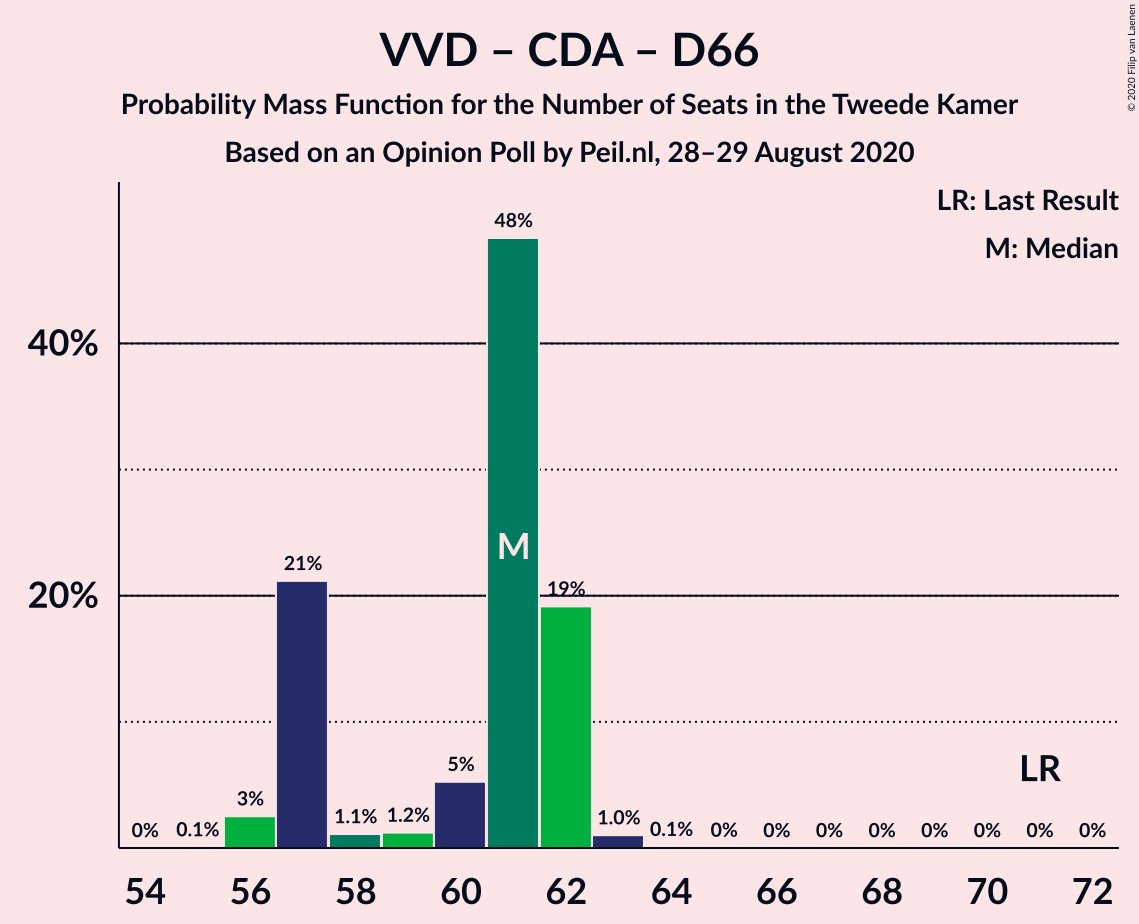 VVD – CDA – D66
Probability Mass Function for the Number of Seats in the Tweede Kamer
Based on an Opinion Poll by Peil.nl, 28–29 August 2020
© 2020 Filip van Laenen
LR: Last Result
M: Median
40%
20%
0%
0.1%
3%
21%
1.1%
1.2%
5%
48%
M
19%
1.0%
0.1%
0%
0%
0%
0%
0%
0%
LR
0%
0%
54 56 58 60 62 64 66 68 70 72